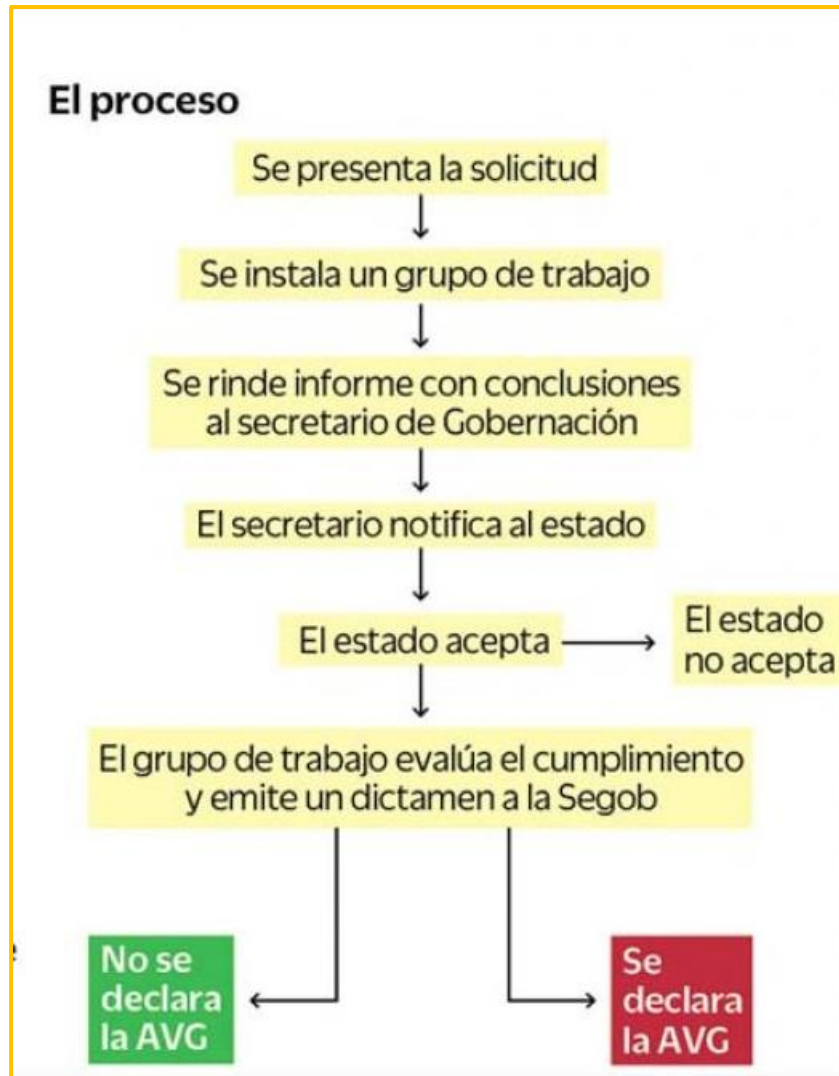 El proceso
Se presenta la solicitud
Se instala un grupo de trabajo
Se rinde informe con conclusiones
al secretario de Gobernación
El secretario notifica al estado
El estado acepta
El estado
no acepta
El grupo de trabajo evalúa el cumplimiento
y emite un dictamen a la Segob
No se
declara
la AVG
Se
declara
la AVG